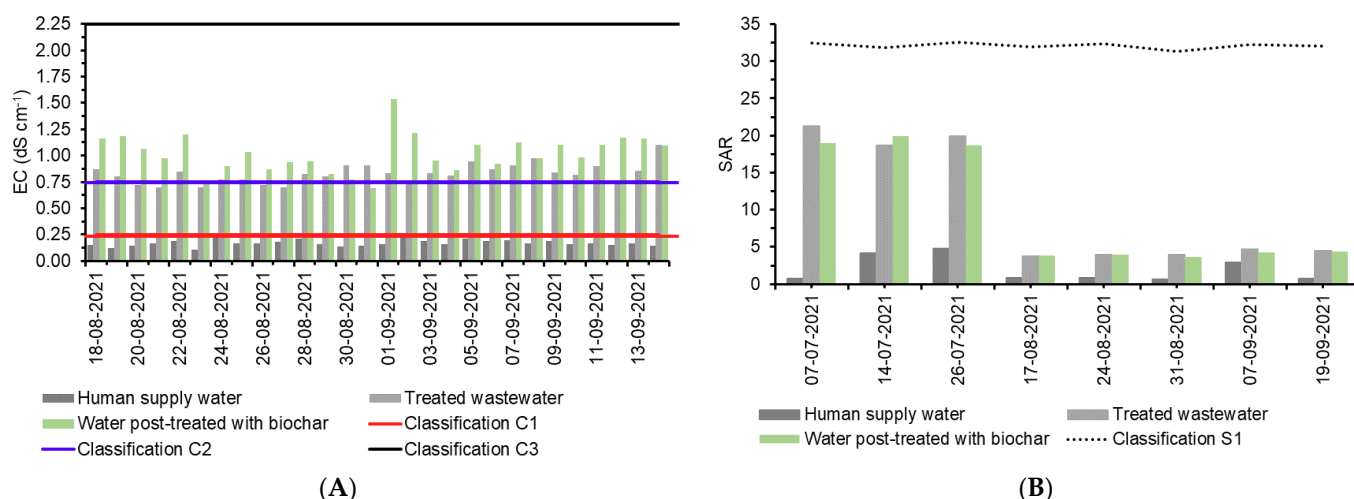 2.25
2.00
1.75
1.50
1.25
1.00
0.75
0.50
0.25
0.00
EC (dS cm⁻¹)
18-08-2021
20-08-2021
22-08-2021
24-08-2021
26-08-2021
28-08-2021
30-08-2021
01-09-2021
03-09-2021
05-09-2021
07-09-2021
09-09-2021
11-09-2021
13-09-2021
Human supply water
Treated wastewater
Water post-treated with biochar
Classification C1
Classification C2
Classification C3
(A)
35
30
25
20
15
10
5
0
SAR
07-07-2021
14-07-2021
26-07-2021
17-08-2021
24-08-2021
31-08-2021
07-09-2021
19-09-2021
Human supply water
Treated wastewater
Water post-treated with biochar
Classification S1
(B)